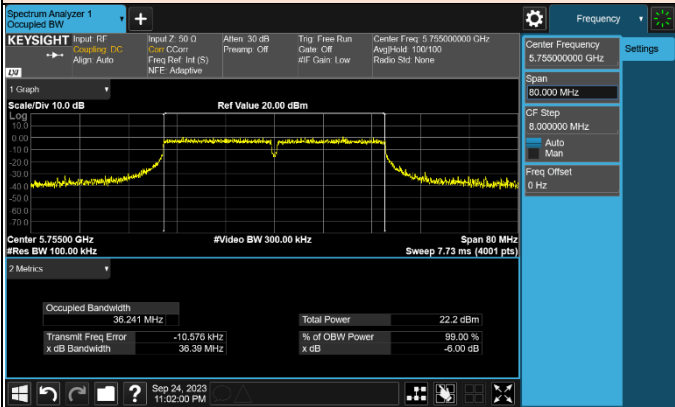 Spectrum Analyzer 1
Occupied BW
+
Frequency
KEYSIGHT
Input: RF
Coupling: DC
Align: Auto
Input Z: 50 Ω
Corr CCorr
Freq Ref: Int (S)
NFE: Adaptive
Atten: 30 dB
Preamp: Off
Trig: Free Run
Gate: Off
#IF Gain: Low
Center Freq: 5.755000000 GHz
Avg|Hold: 100/100
Radio Std: None
LXI
Center Frequency
5.755000000 GHz
Settings
Span
80.000 MHz
CF Step
8.000000 MHz
Auto
Man
Freq Offset
0 Hz
1 Graph
Scale/Div 10.0 dB
Ref Value 20.00 dBm
Log
10.0
0.00
-10.0
-20.0
-30.0
-40.0
-50.0
-60.0
-70.0
Center 5.75500 GHz
#Video BW 300.00 kHz
Span 80 MHz
#Res BW 100.00 kHz
Sweep 7.73 ms (4001 pts)
2 Metrics
Occupied Bandwidth
36.241 MHz
Total Power 22.2 dBm
Transmit Freq Error -10.576 kHz
% of OBW Power 99.00 %
x dB Bandwidth 36.39 MHz
x dB -6.00 dB
?
Sep 24, 2023
11:02:00 PM